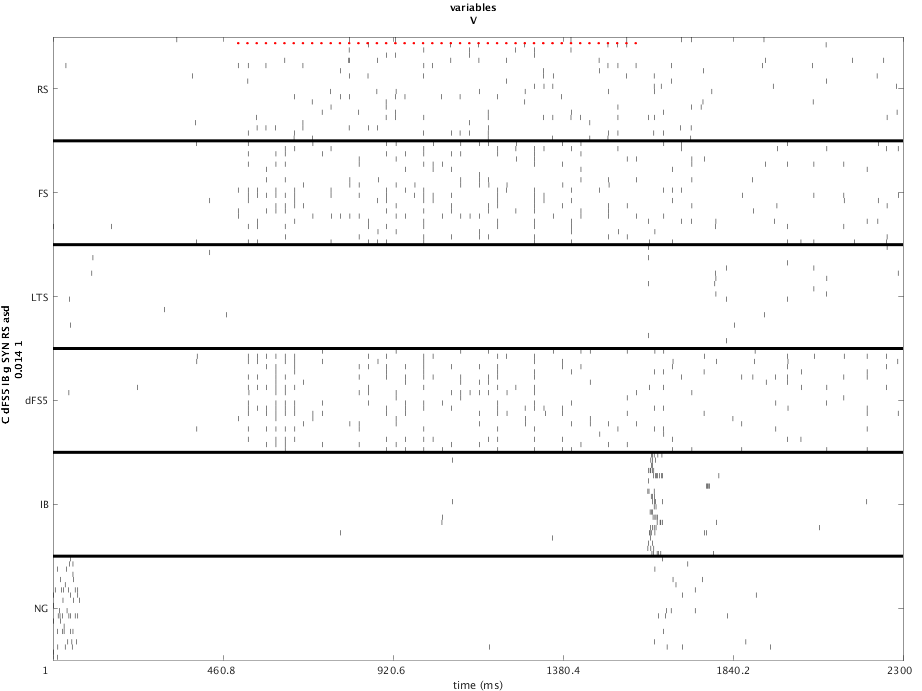 variables
V
RS
FS
LTS
dFS5
IB
NG
C dFS5 IB g SYN RS asd
0.014 1
1
460.8
920.6
1380.4
1840.2
2300
time (ms)